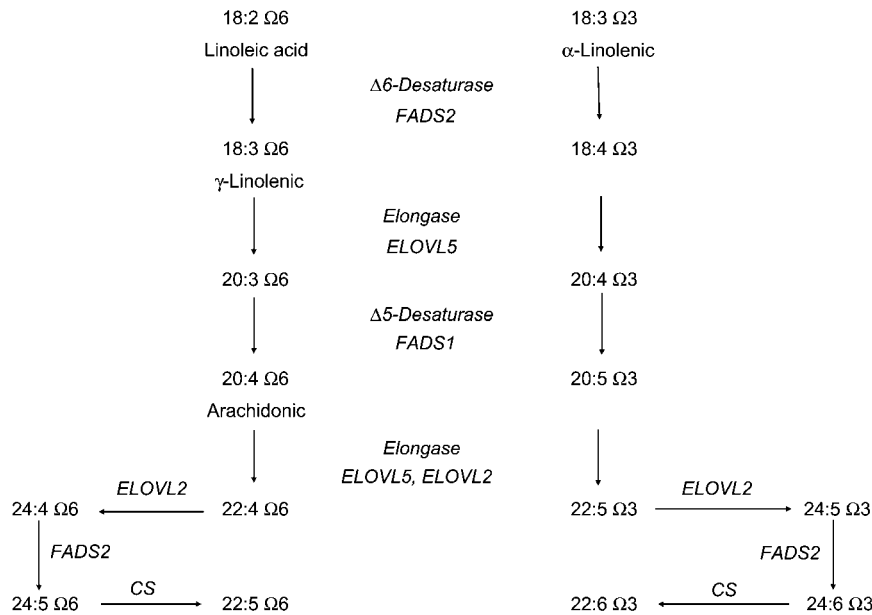 18:2 Ω6
18:3 Ω3
Linoleic acid
α-Linolenic
Δ6-Desaturase
FADS2
18:3 Ω6
18:4 Ω3
γ-Linolenic
Elongase
ELOVL5
20:3 Ω6
20:4 Ω3
Δ5-Desaturase
FADS1
20:4 Ω6
20:5 Ω3
Arachidonic
Elongase
ELOVL5, ELOVL2
ELOVL2
ELOVL2
24:4 Ω6
22:4 Ω6
22:5 Ω3
24:5 Ω3
FADS2
FADS2
CS
CS
24:5 Ω6
22:5 Ω6
22:6 Ω3
24:6 Ω3